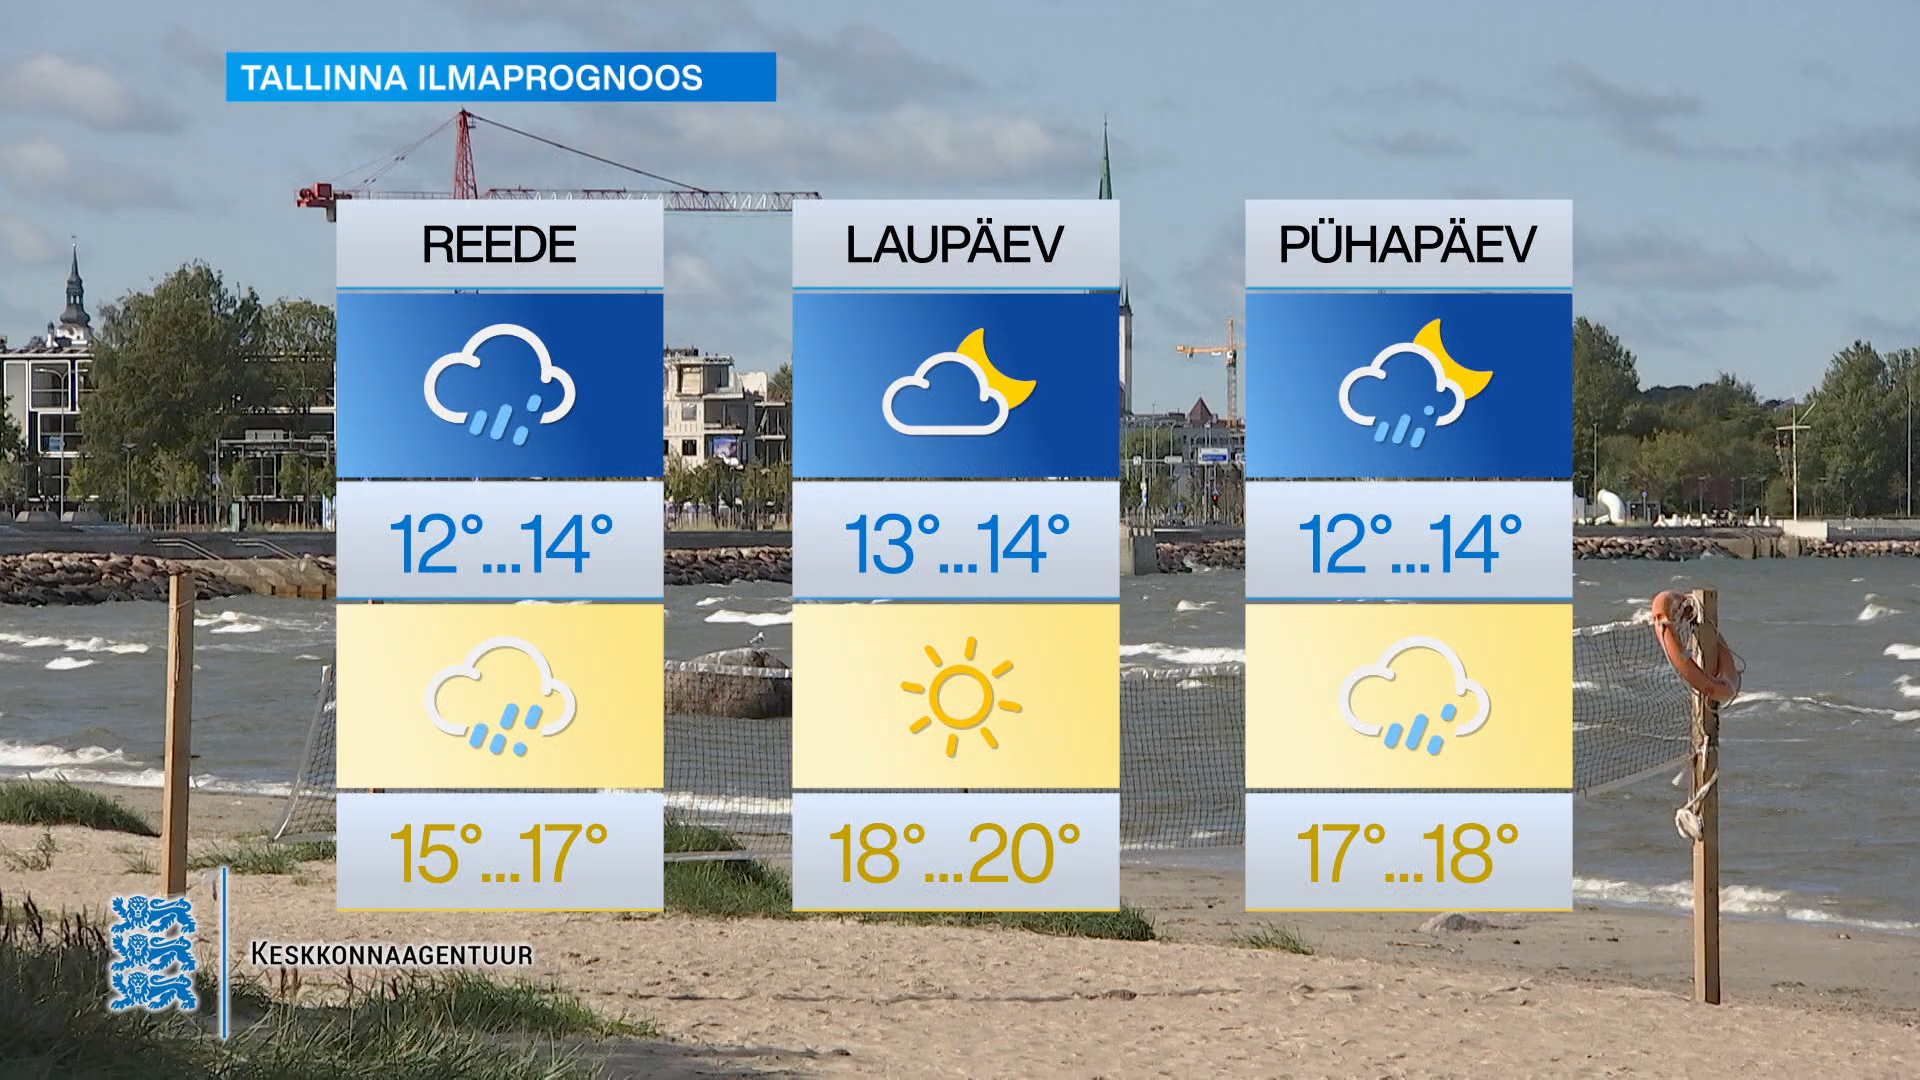 TALLINNA ILMAPROGNOOS
REEDE
12°...14°
15°...17°
LAUPÄEV
13°...14°
18°...20°
PÜHAPÄEV
12°...14°
17°...18°
KESKKONNAAGENTUUR